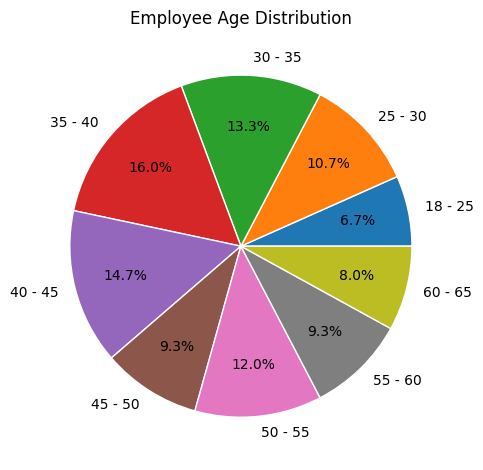 Employee Age Distribution
30 - 35
35 - 40
25 - 30
13.3%
10.7%
16.0%
18 - 25
6.7%
14.7%
8.0%
40 - 45
60 - 65
9.3%
9.3%
12.0%
55 - 60
45 - 50
50 - 55